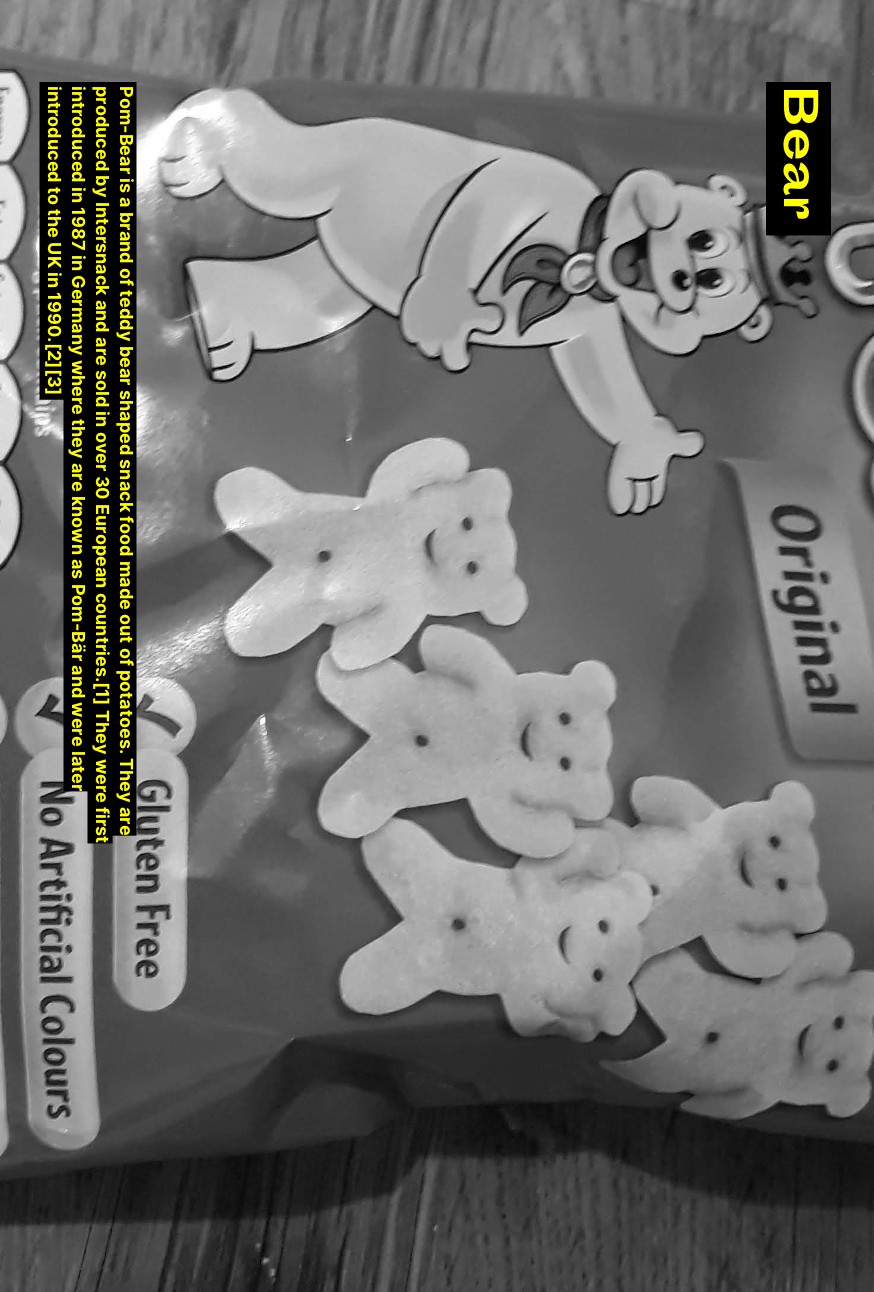 Bear
Original
Gluten Free
No Artificial Colours
Pom-Bear is a brand of teddy bear shaped snack food made out of potatoes. They are
produced by Intersnack and are sold in over 30 European countries.[1] They were first
introduced in 1987 in Germany where they are known as Pom-Bär and were later
introduced to the UK in 1990.[2][3]